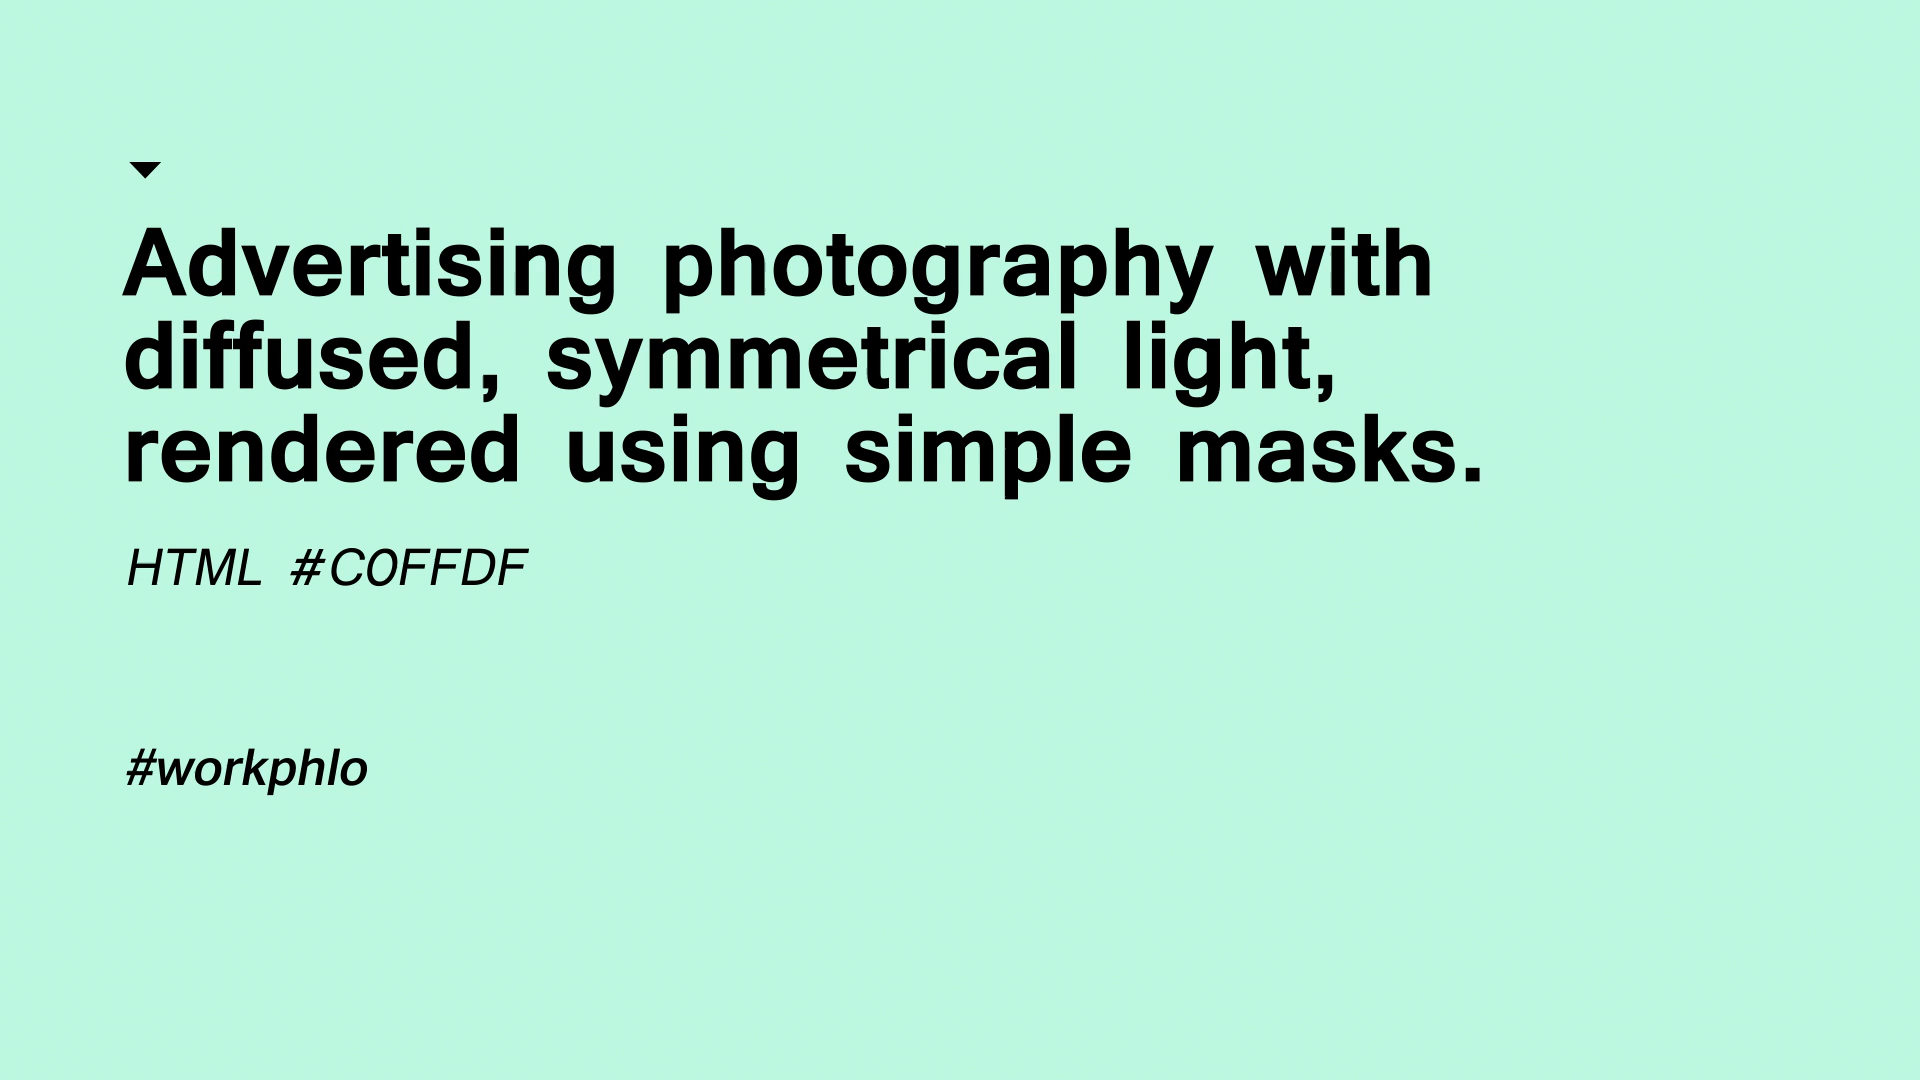 Advertising photography with
diffused, symmetrical light,
rendered using simple masks.
HTML #C0FFDF
#workphlo